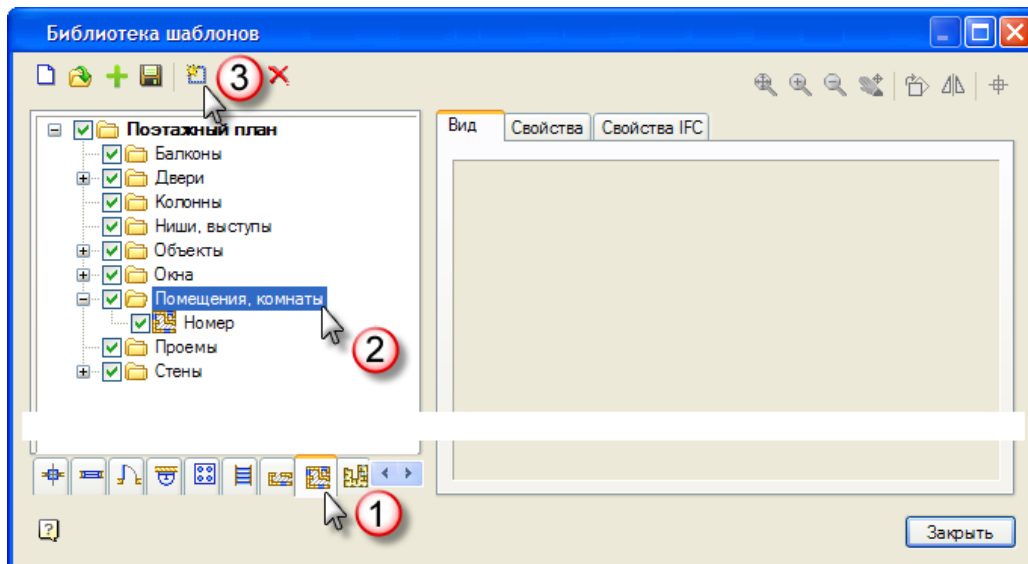 Библиотека шаблонов
3
Поэтажный план
Балконы
Двери
Колонны
Ниши, выступы
Объекты
Окна
Помещения, комнаты
Номер
Проемы
Стены
2
1
Вид Свойства Свойства IFC
Закрыть